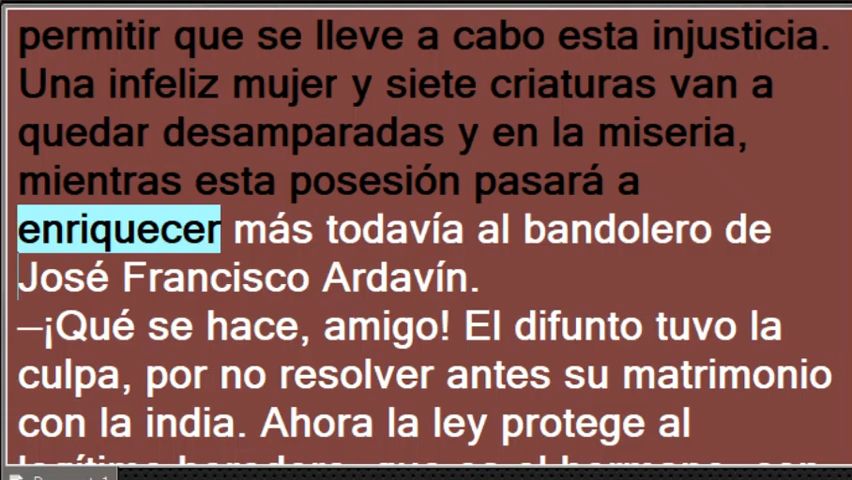 permitir que se lleve a cabo esta injusticia.
Una infeliz mujer y siete criaturas van a
quedar desamparadas y en la miseria,
mientras esta posesión pasará a
enriquecer más todavía al bandolero de
José Francisco Ardavín.
—¡Qué se hace, amigo! El difunto tuvo la
culpa, por no resolver antes su matrimonio
con la india. Ahora la ley protege al